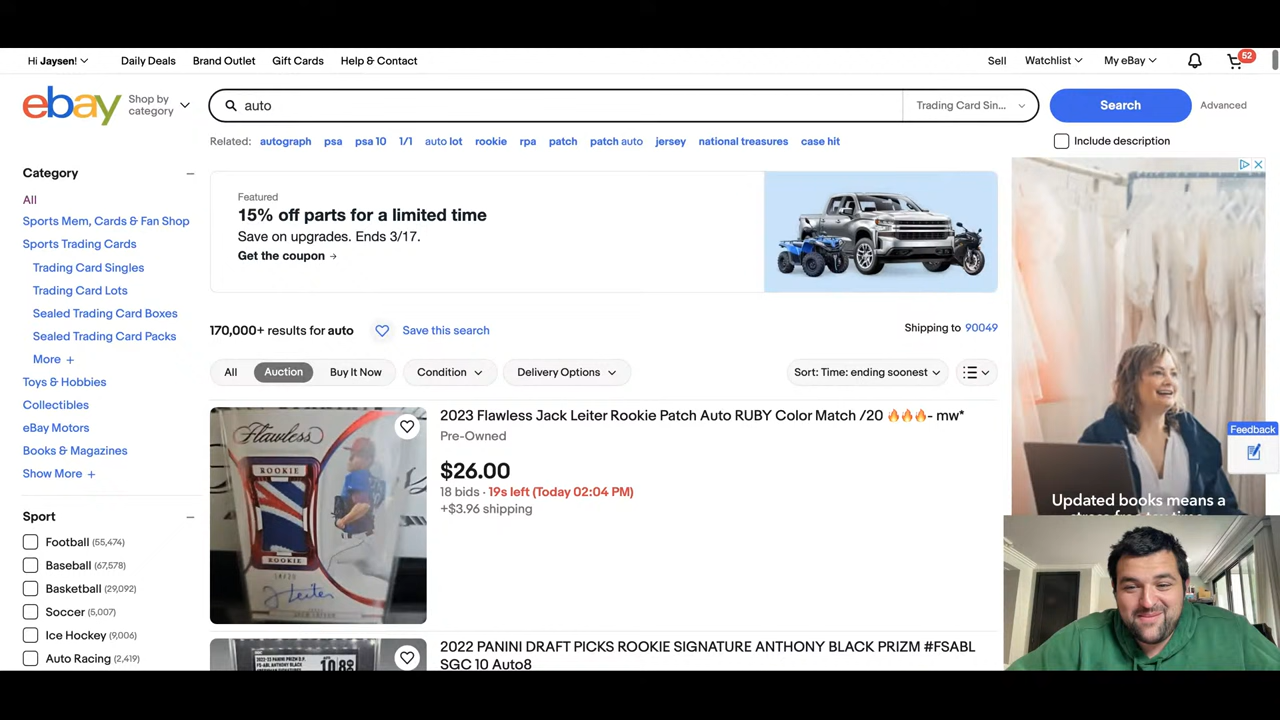 Hi Jaysen!
Daily Deals
Brand Outlet
Gift Cards
Help & Contact
Sell
Watchlist
My eBay
52
ebay
Shop by
category
auto
Trading Card Sin...
Search
Advanced
Related: autograph psa psa 10 1/1 auto lot rookie rpa patch patch auto jersey national treasures case hit
Include description
Category
All
Sports Mem, Cards & Fan Shop
Sports Trading Cards
Trading Card Singles
Trading Card Lots
Sealed Trading Card Boxes
Sealed Trading Card Packs
More +
Toys & Hobbies
Collectibles
eBay Motors
Books & Magazines
Show More +
Sport
Football (55,474)
Baseball (67,578)
Basketball (29,092)
Soccer (5,007)
Ice Hockey (9,006)
Auto Racing (2,419)
Featured
15% off parts for a limited time
Save on upgrades. Ends 3/17.
Get the coupon →
170,000+ results for auto
Save this search
Shipping to 90049
All
Auction
Buy It Now
Condition
Delivery Options
Sort: Time: ending soonest
Flawless
ROOKIE
ROOKIE
2023 Flawless Jack Leiter Rookie Patch Auto RUBY Color Match /20 🔥🔥🔥- mw*
Pre-Owned
$26.00
18 bids · 19s left (Today 02:04 PM)
+$3.96 shipping
2022 PANINI DRAFT PICKS ROOKIE SIGNATURE ANTHONY BLACK PRIZM #FSABL
SGC 10 Auto8
Feedback
Updated books means a